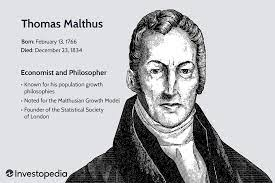 Thomas Malthus
Born: February 13, 1766
Died: December 23, 1834
Economist and Philosopher
• Known for his population growth
philosophies
• Noted for the Malthusian Growth Model
• Founder of the Statistical Society
of London
Investopedia